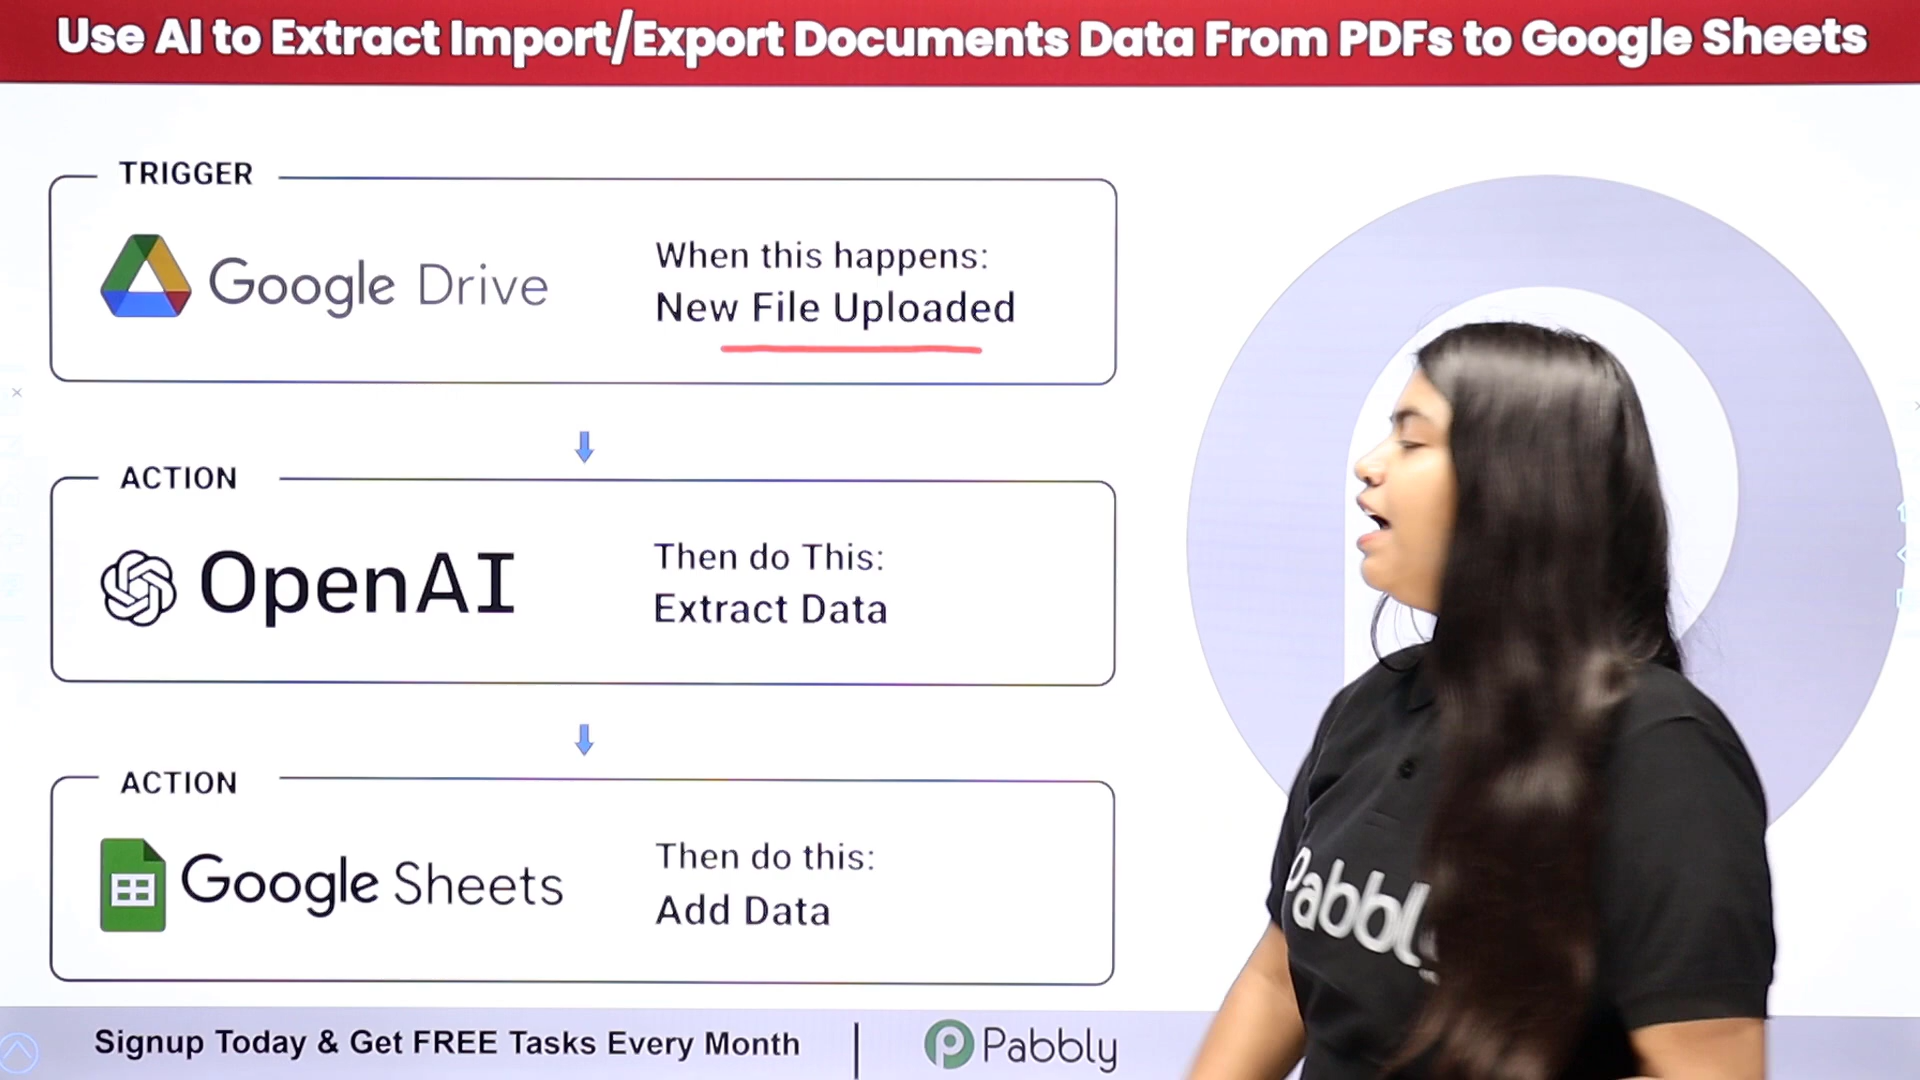 Use AI to Extract Import/Export Documents Data From PDFs to Google Sheets
TRIGGER
Google Drive
When this happens:
New File Uploaded
ACTION
OpenAI
Then do This:
Extract Data
ACTION
Google Sheets
Then do this:
Add Data
Pabbly
Signup Today & Get FREE Tasks Every Month
Pabbly